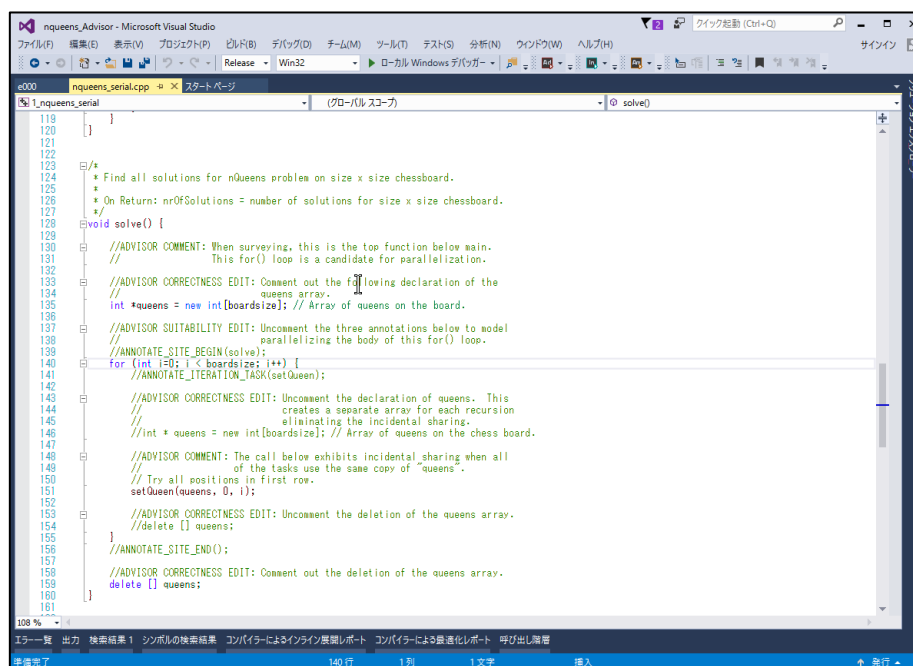 nqueens_Advisor - Microsoft Visual Studio
2
クイック起動 (Ctrl+Q)
ファイル(F) 編集(E) 表示(V) プロジェクト(P) ビルド(B) デバッグ(D) チーム(M) ツール(T) テスト(S) 分析(N) ウィンドウ(W) ヘルプ(H) サインイン
Release Win32 ローカル Windows デバッガー
e000 nqueens_serial.cpp スタート ページ
1_nqueens_serial (グローバル スコープ) solve()
119 }
120 }
121
122
123 /*
124 * Find all solutions for nQueens problem on size x size chessboard.
125 *
126 * On Return: nrOfSolutions = number of solutions for size x size chessboard.
127 */
128 void solve() {
129
130 //ADVISOR COMMENT: When surveying, this is the top function below main.
131 // This for() loop is a candidate for parallelization.
132
133 //ADVISOR CORRECTNESS EDIT: Comment out the following declaration of the
134 // queens array.
135 int *queens = new int[boardsize]; // Array of queens on the board.
136
137 //ADVISOR SUITABILITY EDIT: Uncomment the three annotations below to model
138 // parallelizing the body of this for() loop.
139 //ANNOTATE_SITE_BEGIN(solve);
140 for (int i=0; i < boardsize; i++) {
141 //ANNOTATE_ITERATION_TASK(setQueen);
142
143 //ADVISOR CORRECTNESS EDIT: Uncomment the declaration of queens. This
144 // creates a separate array for each recursion
145 // eliminating the incidental sharing.
146 //int * queens = new int[boardsize]; // Array of queens on the chess board.
147
148 //ADVISOR COMMENT: The call below exhibits incidental sharing when all
149 // of the tasks use the same copy of "queens".
150 // Try all positions in first row.
151 setQueen(queens, 0, i);
152
153 //ADVISOR CORRECTNESS EDIT: Uncomment the deletion of the queens array.
154 //delete [] queens;
155 }
156 //ANNOTATE_SITE_END();
157
158 //ADVISOR CORRECTNESS EDIT: Comment out the deletion of the queens array.
159 delete [] queens;
160 }
161
108 %
エラー一覧 出力 検索結果 1 シンボルの検索結果 コンパイラーによるインライン展開レポート コンパイラーによる最適化レポート 呼び出し階層
準備完了 140 行 1 列 1 文字 挿入 発行